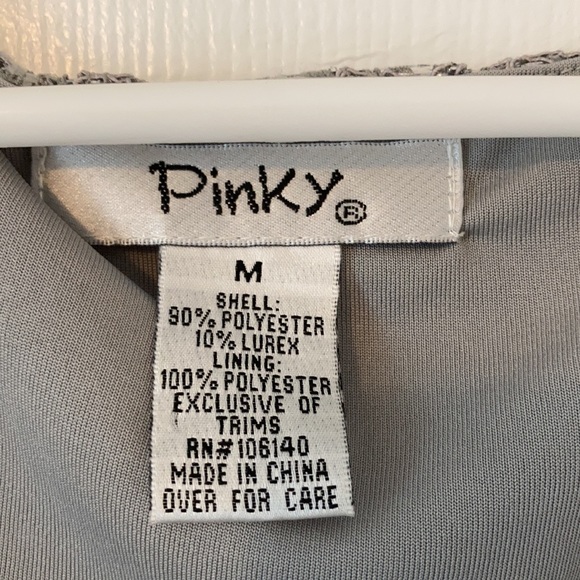 Pinky®
M
SHELL:
90% POLYESTER
10% LUREX
LINING:
100% POLYESTER
EXCLUSIVE OF
TRIMS
RN#106140
MADE IN CHINA
OVER FOR CARE